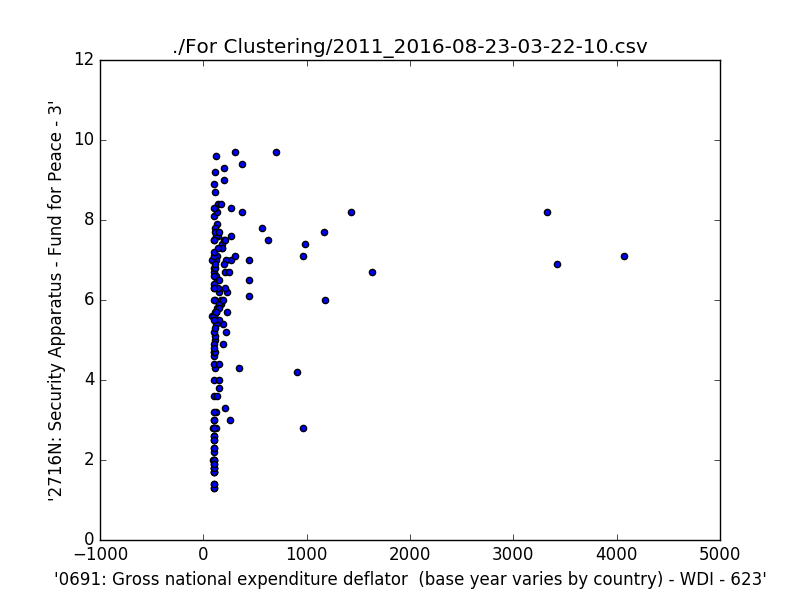 ./For Clustering/2011_2016-08-23-03-22-10.csv
12
10
8
6
4
2
0
'2716N: Security Apparatus - Fund for Peace - 3'
−1000 0 1000 2000 3000 4000 5000
'0691: Gross national expenditure deflator  (base year varies by country) - WDI - 623'